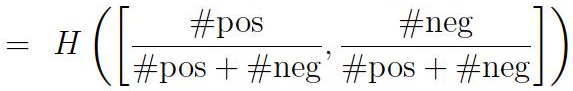 = H([#pos / (#pos + #neg), #neg / (#pos + #neg)])